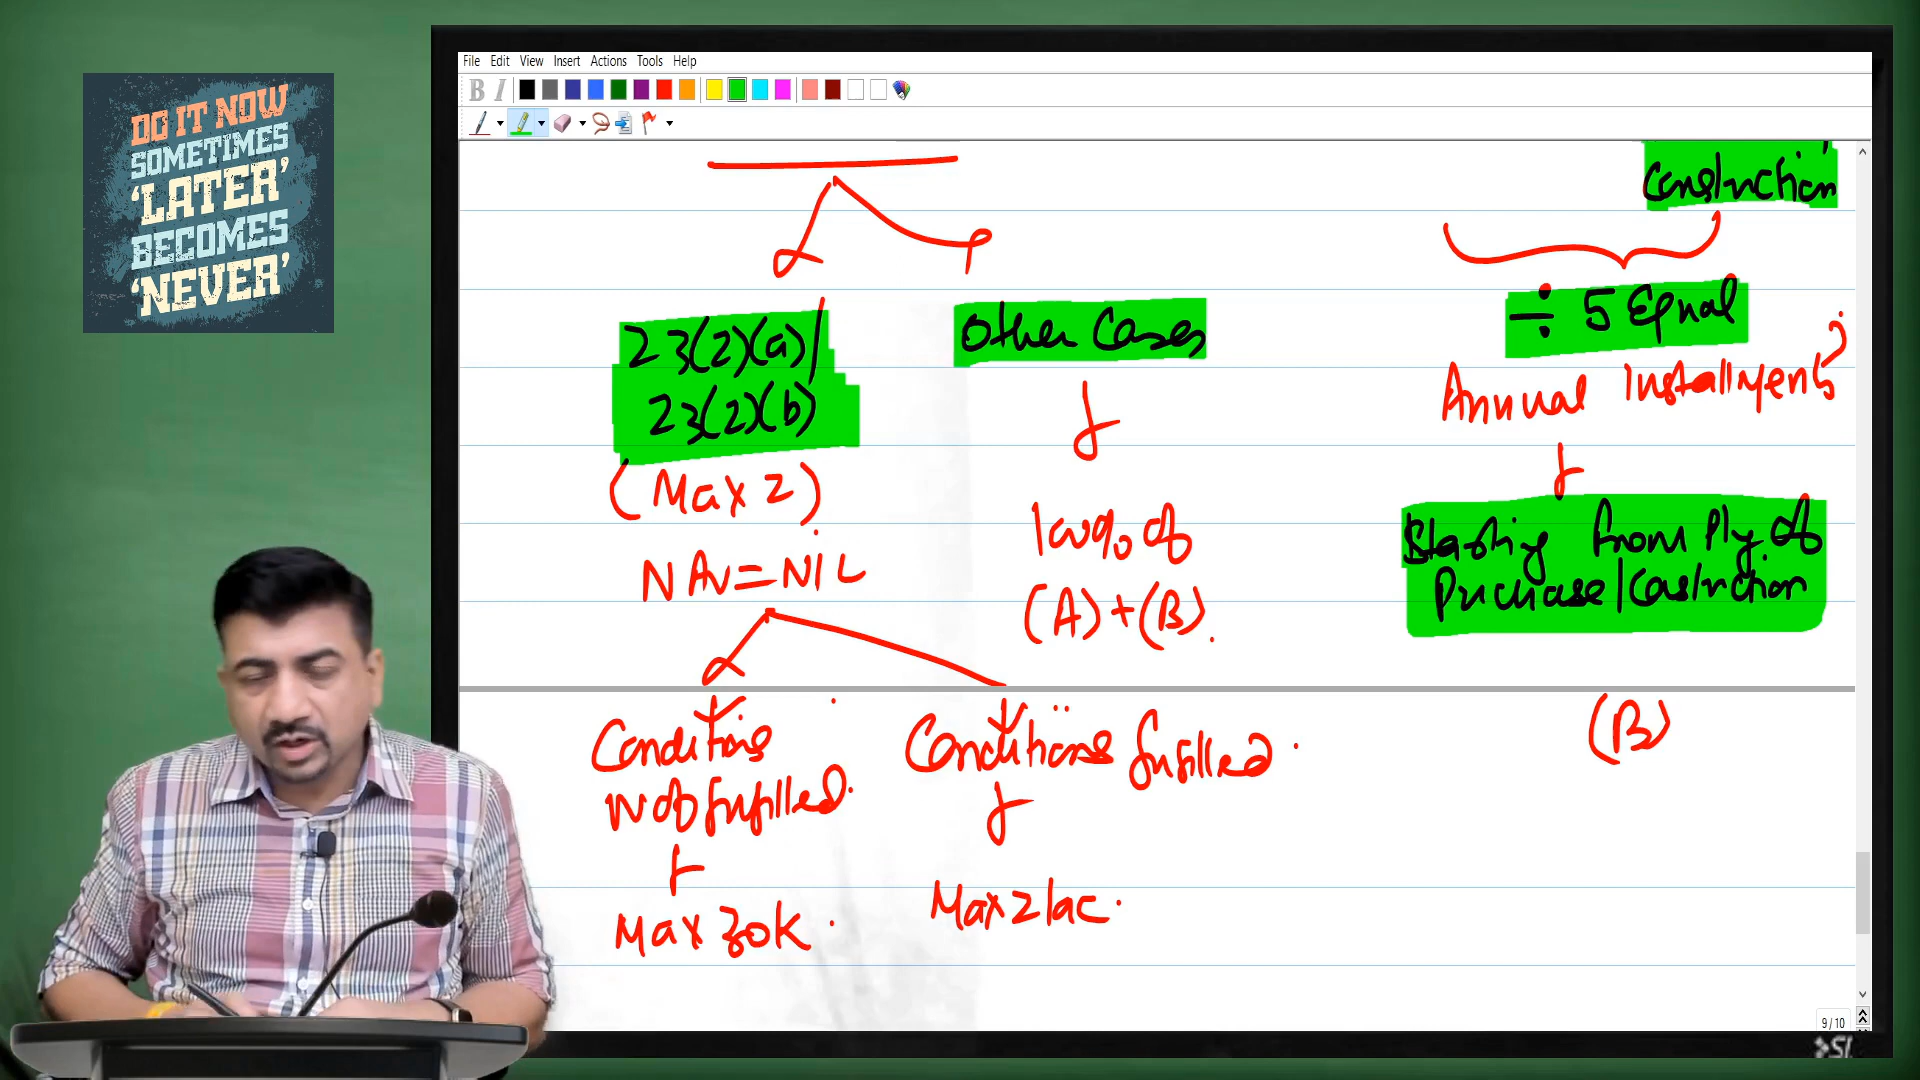 DO IT NOW
SOMETIMES
'LATER'
BECOMES
'NEVER'
File Edit View Insert Actions Tools Help
B I
Construction
÷ 5 Equal
Annual Installments
Starting from Ply. of
Purchase/Construction
(B)
23(2)(a)/
23(2)(b)
(Max 2)
NAV = NIL
Other Cases
100% of
(A) + (B).
Conditions
Not fulfilled.
Max 30K.
Conditions fulfilled.
Max 2 lac.
9/10